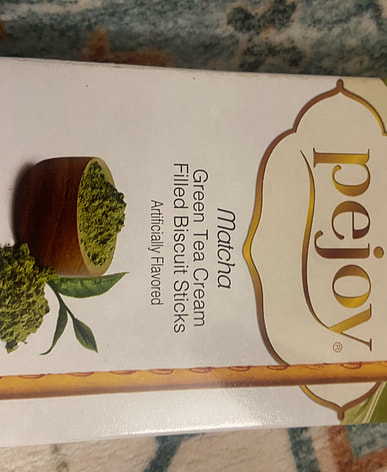 pejoy®
Matcha
Green Tea Cream
Filled Biscuit Sticks
Artificially Flavored